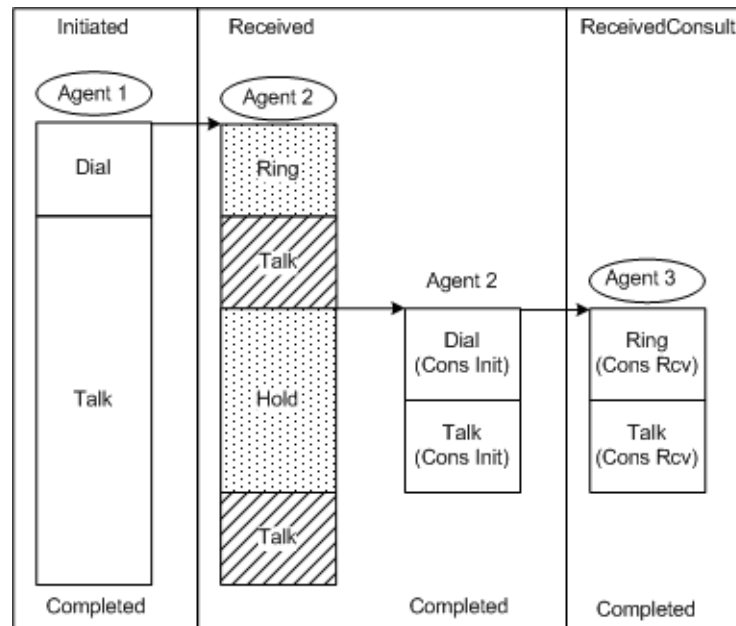 Initiated
Received
ReceivedConsult
Agent 1
Agent 2
Dial
Ring
Talk
Agent 2
Agent 3
Talk
Hold
Dial
(Cons Init)
Ring
(Cons Rcv)
Talk
(Cons Init)
Talk
(Cons Rcv)
Talk
Completed
Completed
Completed